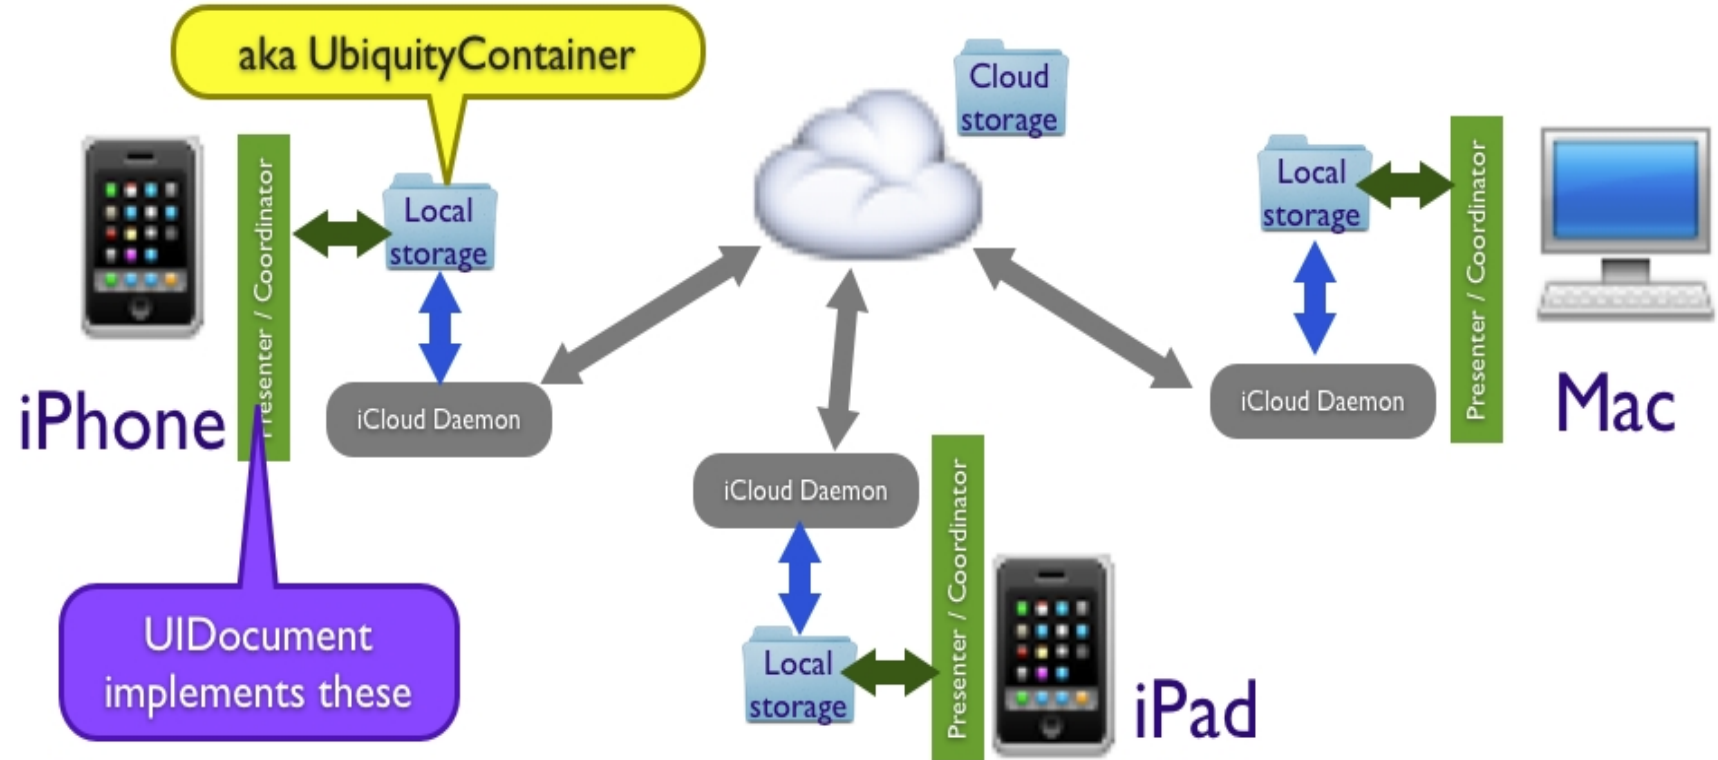 aka UbiquityContainer
Cloud
storage
Presenter / Coordinator
Local
storage
iCloud Daemon
iPhone
UIDocument
implements these
iCloud Daemon
Local
storage
Presenter / Coordinator
iPad
Local
storage
iCloud Daemon
Presenter / Coordinator
Mac